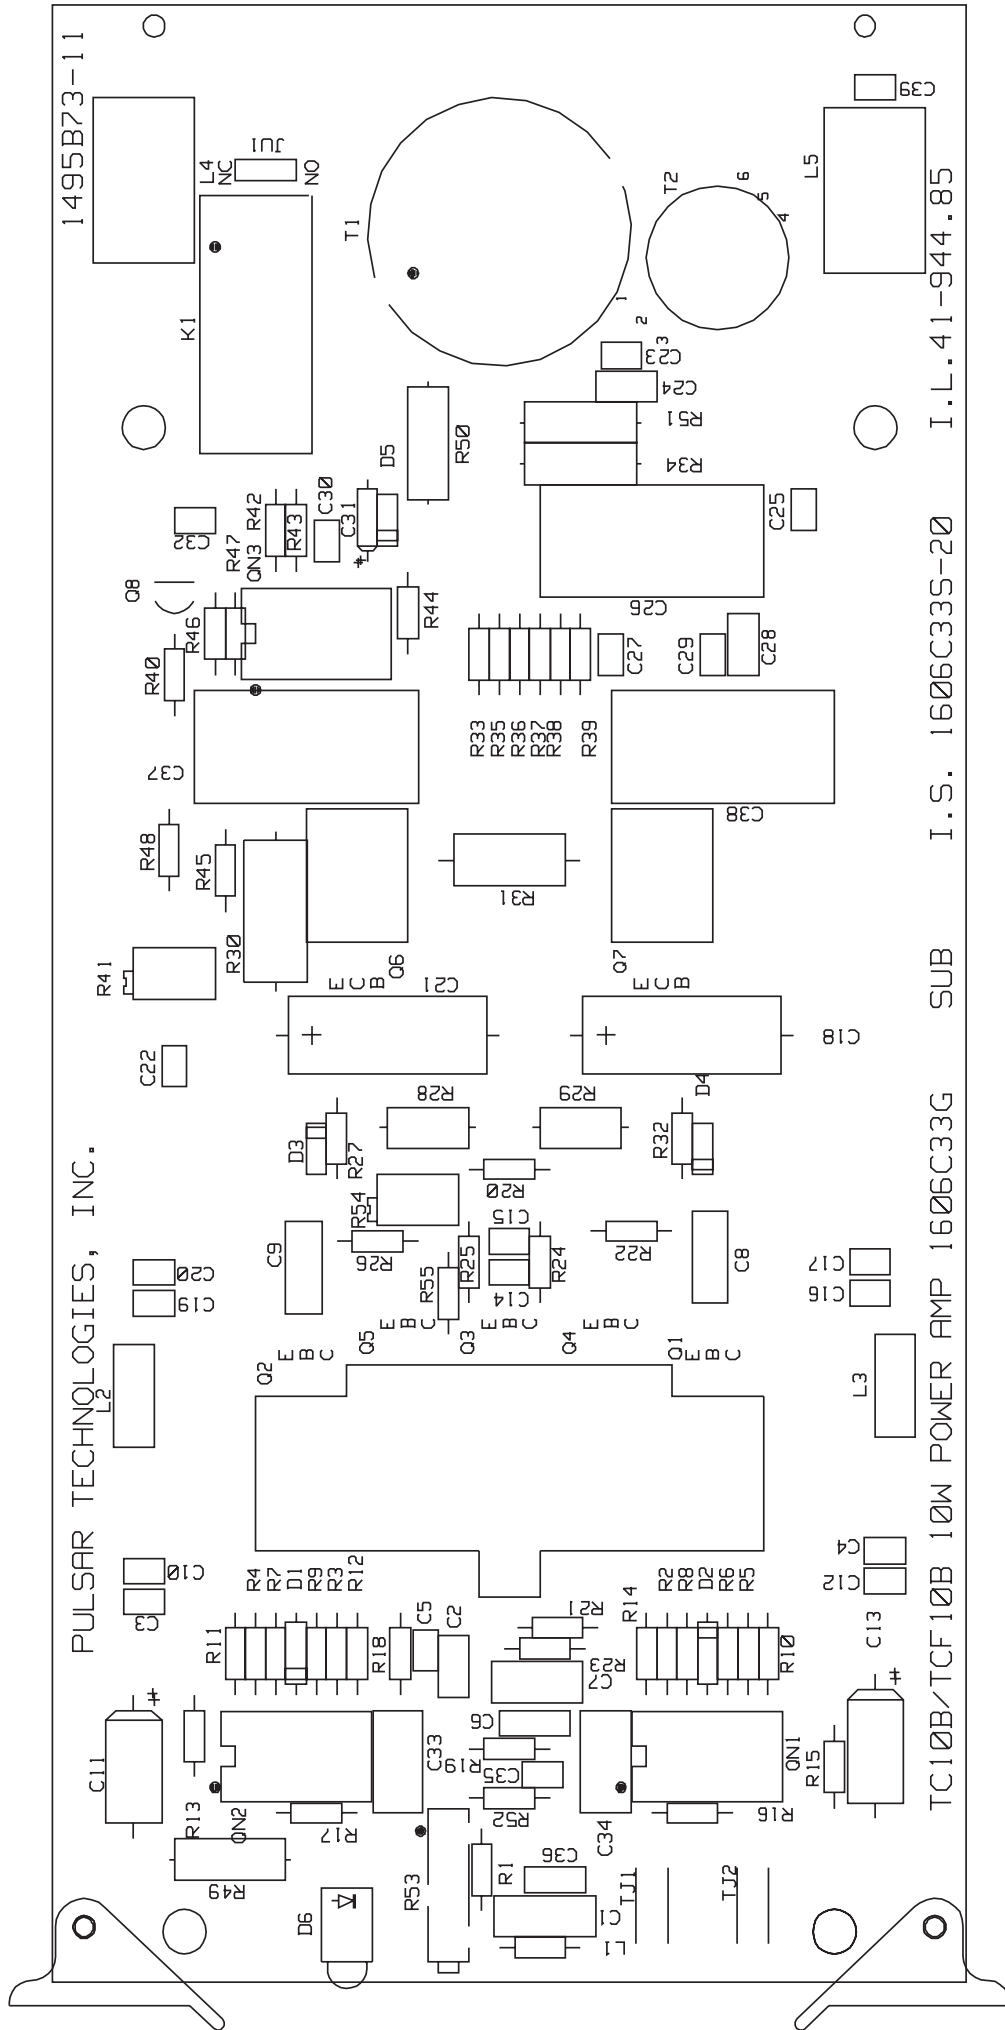 1495B73-11
C39
L4
NC
JU1
NO
L5
T2
6
5
4
T1
1
2
3
K1
C23
C24
R51
R34
D5
R50
I.L.41-944.85
C30
C31
+
R42
R43
C25
C32
R47
QN3
Q8
R46
R44
C26
R40
C27
C29
C28
1606C33S-20
R33
R35
R36
R37
R38
R39
C37
C38
I.S.
R48
R45
R31
R30
R41
Q6
E C B
C21
Q7
E C B
SUB
+
+
C18
C22
R28
R29
D4
D3
R27
R32
R20
R54
C15
C9
R26
R25
R24
R22
C8
R55
C14
C20
C19
C17
C16
PULSAR TECHNOLOGIES, INC.
Q5
E B C
Q3
E B C
Q4
E B C
Q2
E B C
Q1
E B C
L2
L3
TC10B/TCF10B 10W POWER AMP 1606C33G
C10
C3
C4
C12
R4
R7
D1
R9
R3
R12
R2
R8
D2
R6
R5
R11
R18
C5
C2
R21
R14
R23
R10
C13
C7
+
+
C11
C33
C6
R19
C35
QN1
R15
R13
QN2
R17
R52
C34
R16
R49
R53
R1
C36
TJ1
TJ2
D6
C1
L1